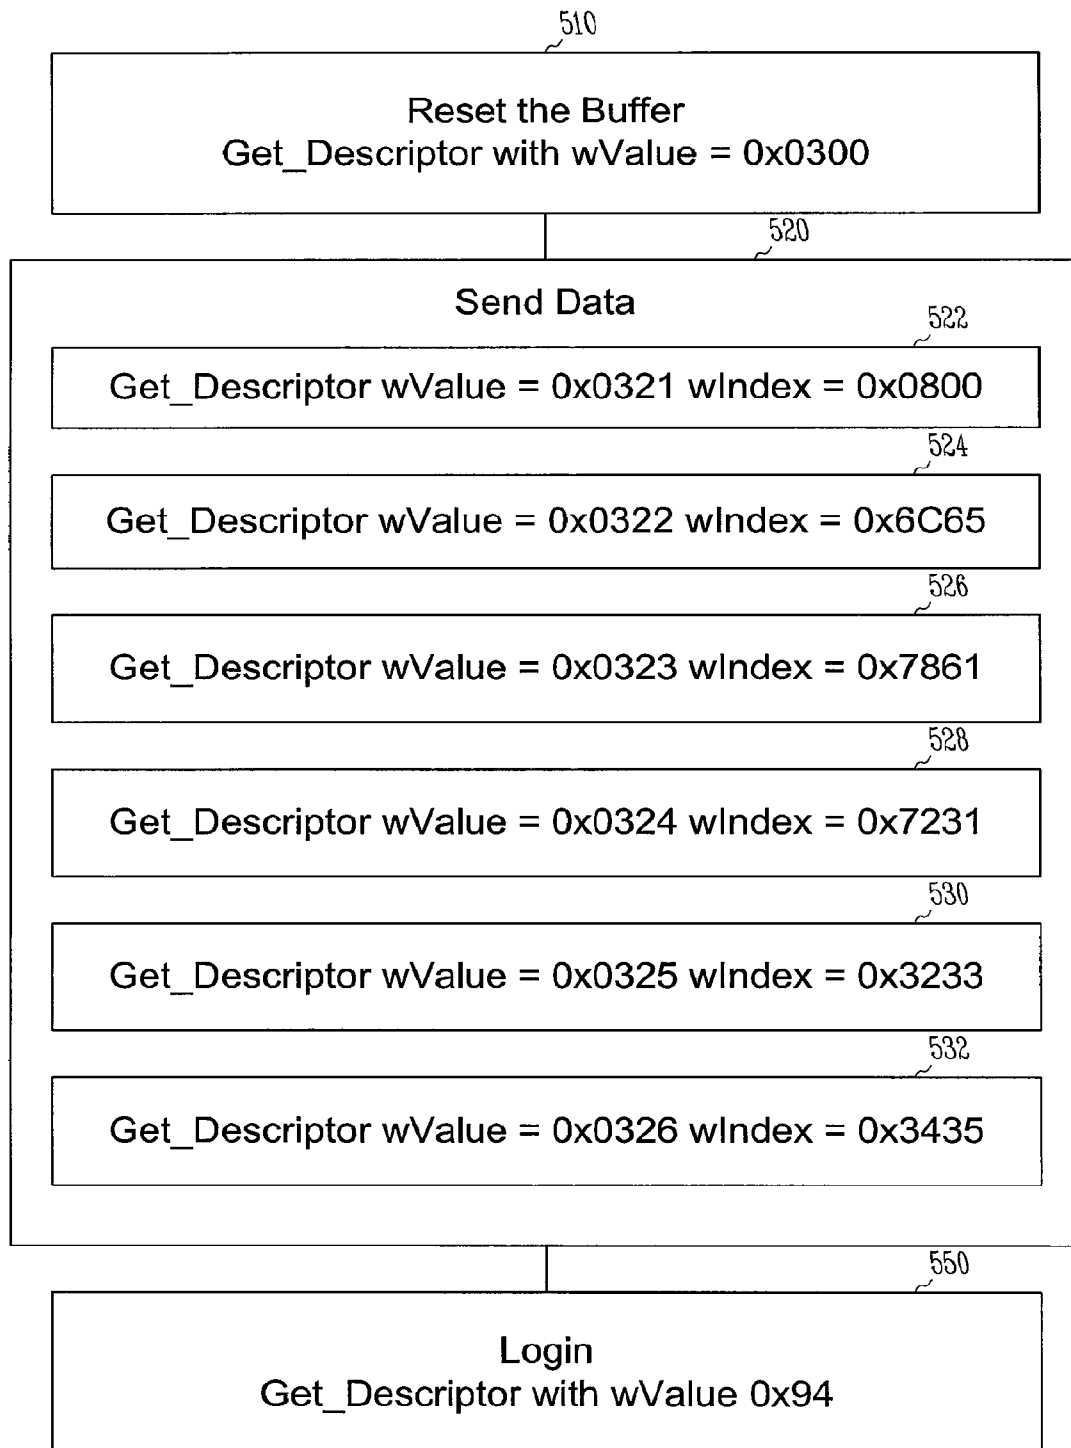 510
Reset the Buffer
Get_Descriptor with wValue = 0x0300
520
Send Data
522
Get_Descriptor wValue = 0x0321 wIndex = 0x0800
524
Get_Descriptor wValue = 0x0322 wIndex = 0x6C65
526
Get_Descriptor wValue = 0x0323 wIndex = 0x7861
528
Get_Descriptor wValue = 0x0324 wIndex = 0x7231
530
Get_Descriptor wValue = 0x0325 wIndex = 0x3233
532
Get_Descriptor wValue = 0x0326 wIndex = 0x3435
550
Login
Get_Descriptor with wValue 0x94